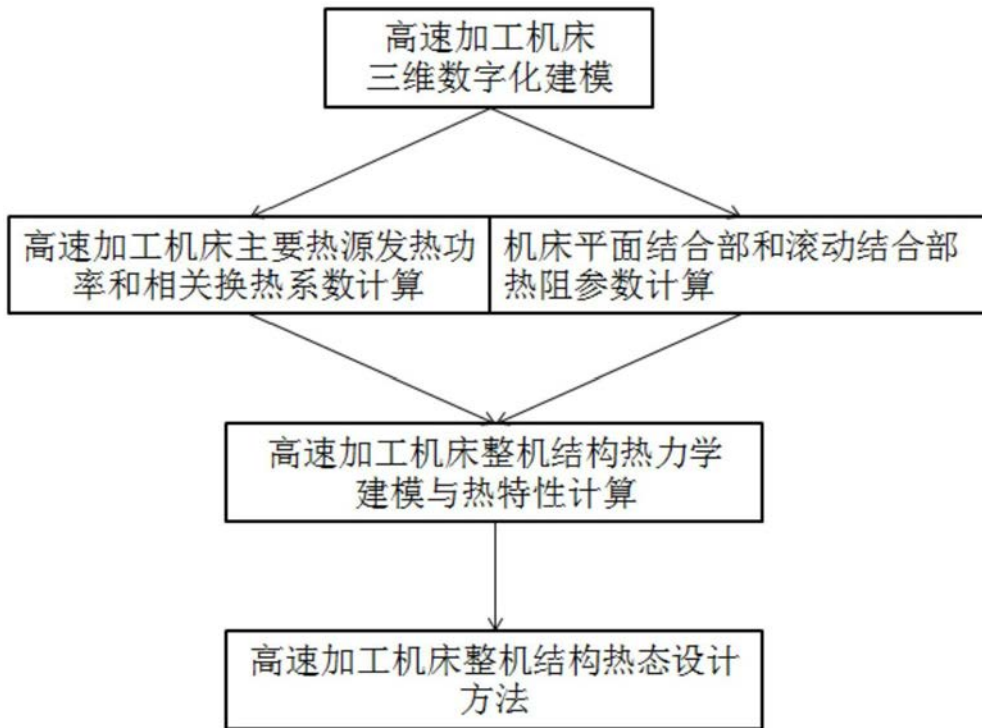 高速加工机床
三维数字化建模
高速加工机床主要热源发热功
率和相关换热系数计算
机床平面结合部和滚动结合部
热阻参数计算
高速加工机床整机结构热力学
建模与热特性计算
高速加工机床整机结构热态设计
方法